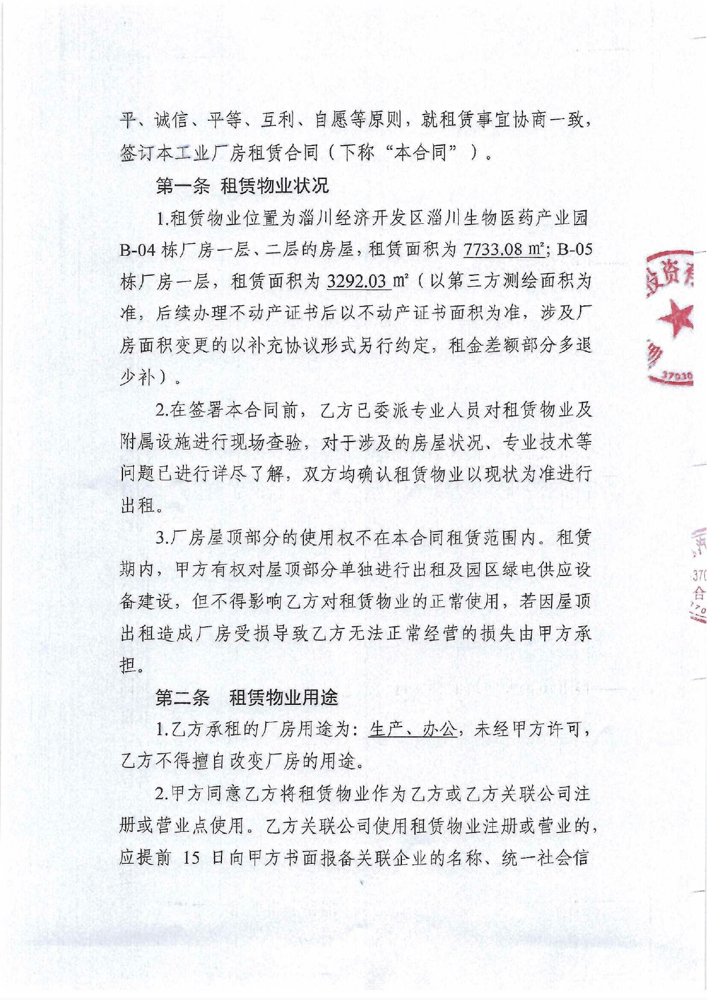 平、诚信、平等、互利、自愿等原则，就租赁事宜协商一致，
签订本工业厂房租赁合同（下称“本合同”）。
第一条 租赁物业状况
1.租赁物业位置为淄川经济开发区淄川生物医药产业园
B-04 栋厂房一层、二层的房屋，租赁面积为 7733.08 ㎡；B-05
栋厂房一层，租赁面积为 3292.03 ㎡（以第三方测绘面积为
准，后续办理不动产证书后以不动产证书面积为准，涉及厂
房面积变更的以补充协议形式另行约定，租金差额部分多退
少补）。
2.在签署本合同前，乙方已委派专业人员对租赁物业及
附属设施进行现场查验，对于涉及的房屋状况、专业技术等
问题已进行详尽了解，双方均确认租赁物业以现状为准进行
出租。
3.厂房屋顶部分的使用权不在本合同租赁范围内。租赁
期内，甲方有权对屋顶部分单独进行出租及园区绿电供应设
备建设，但不得影响乙方对租赁物业的正常使用，若因屋顶
出租造成厂房受损导致乙方无法正常经营的损失由甲方承
担。
第二条 租赁物业用途
1.乙方承租的厂房用途为：生产、办公，未经甲方许可，
乙方不得擅自改变厂房的用途。
2.甲方同意乙方将租赁物业作为乙方或乙方关联公司注
册或营业点使用。乙方关联公司使用租赁物业注册或营业的，
应提前 15 日向甲方书面报备关联企业的名称、统一社会信
投资
37030
370
合